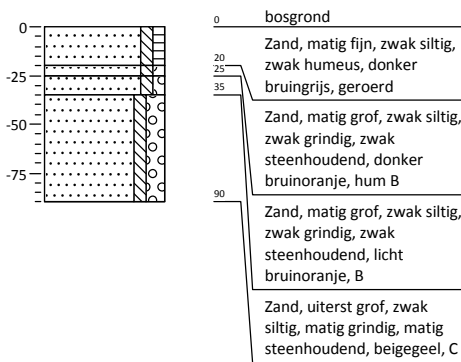 0
-25
-50
-75
0
20
25
35
90
bosgrond
Zand, matig fijn, zwak siltig,
zwak humeus, donker
bruingrijs, geroerd
Zand, matig grof, zwak siltig,
zwak grindig, zwak
steenhoudend, donker
bruinoranje, hum B
Zand, matig grof, zwak siltig,
zwak grindig, zwak
steenhoudend, licht
bruinoranje, B
Zand, uiterst grof, zwak
siltig, matig grindig, matig
steenhoudend, beigegeel, C